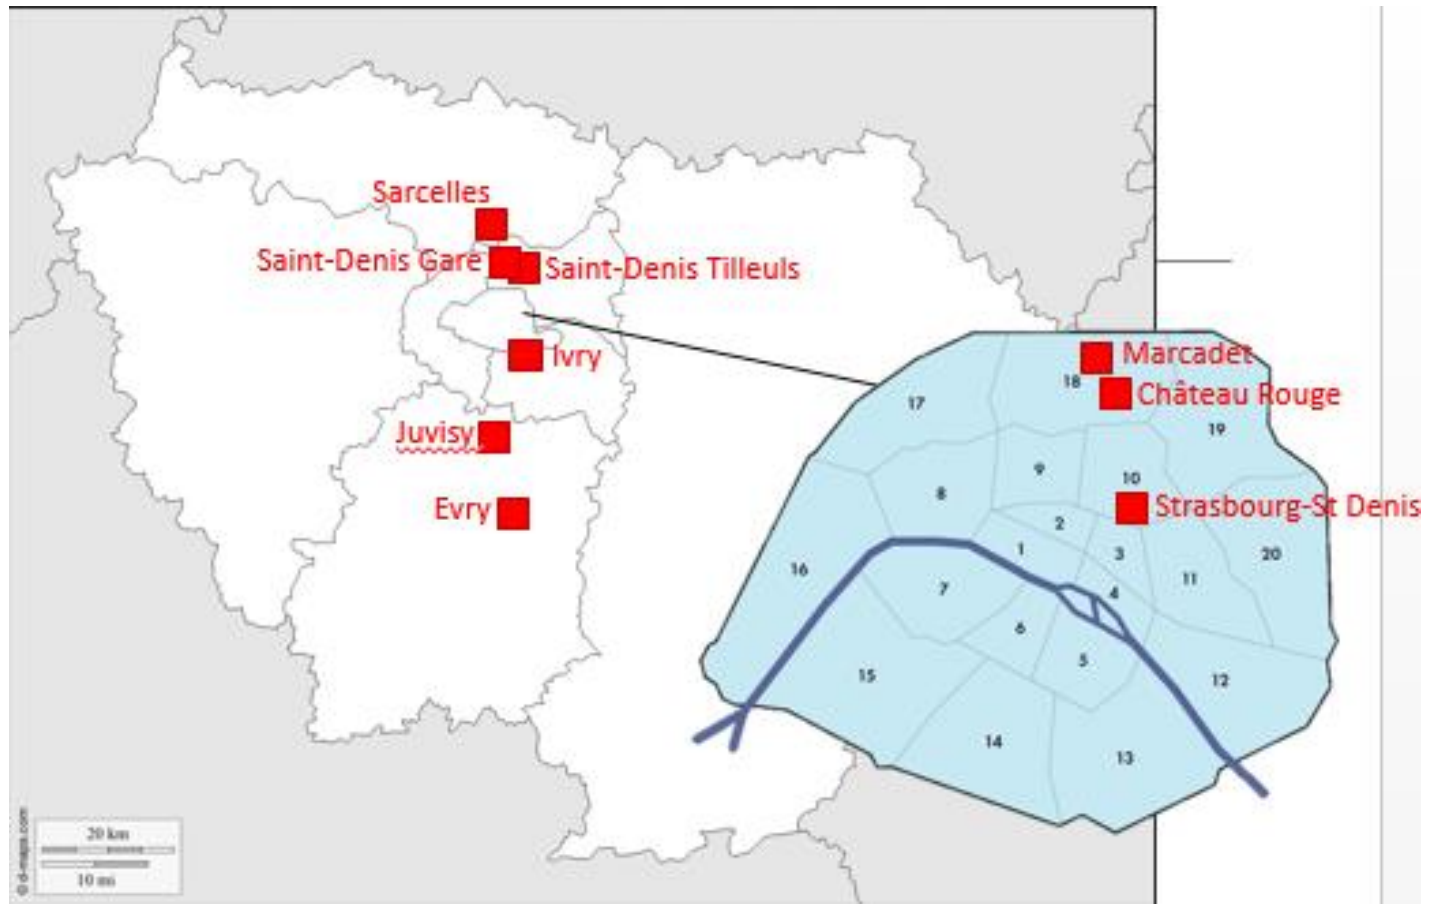 Sarcelles
Saint-Denis Gare
Saint-Denis Tilleuls
Ivry
Juvisy
Evry
Marcadet
18
Château Rouge
17
19
9
10
8
Strasbourg-St Denis
2
1
3
20
16
11
7
4
6
5
15
12
14
13
20 km
10 mi
© d-maps.com